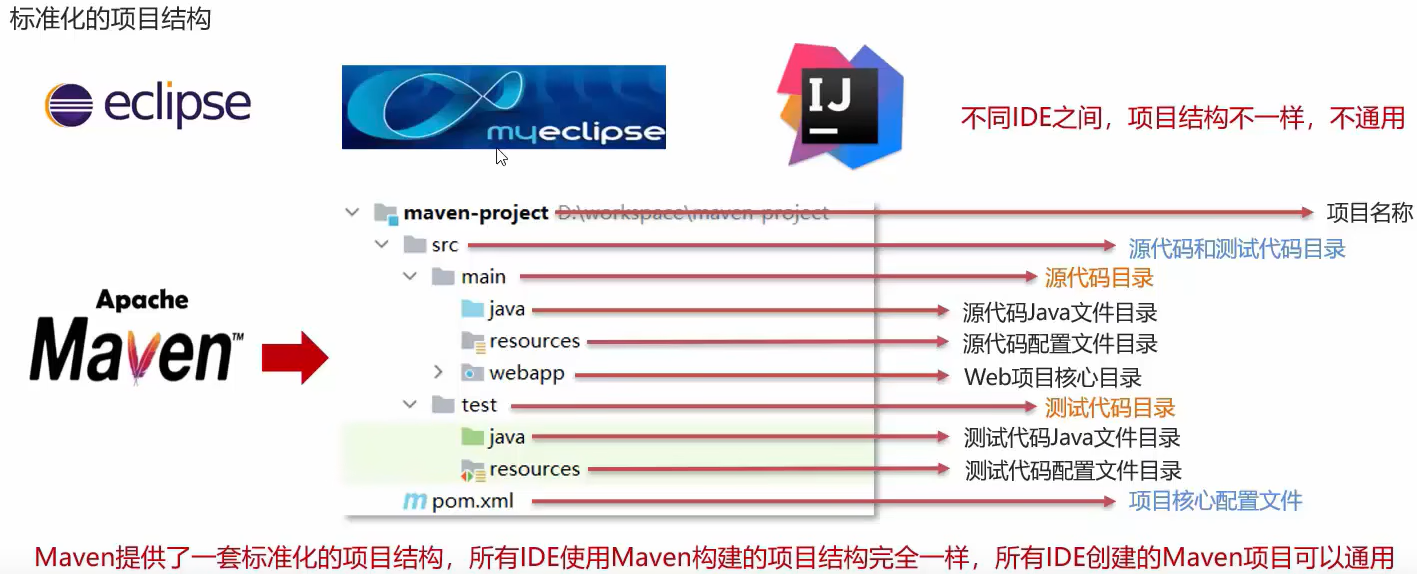 标准化的项目结构
eclipse
myeclipse
IJ
不同IDE之间，项目结构不一样，不通用
maven-project D:\workspace\maven-project 项目名称
src 源代码和测试代码目录
main 源代码目录
java 源代码Java文件目录
resources 源代码配置文件目录
webapp Web项目核心目录
test 测试代码目录
java 测试代码Java文件目录
resources 测试代码配置文件目录
m pom.xml 项目核心配置文件
Apache
Maven™
Maven提供了一套标准化的项目结构，所有IDE使用Maven构建的项目结构完全一样，所有IDE创建的Maven项目可以通用